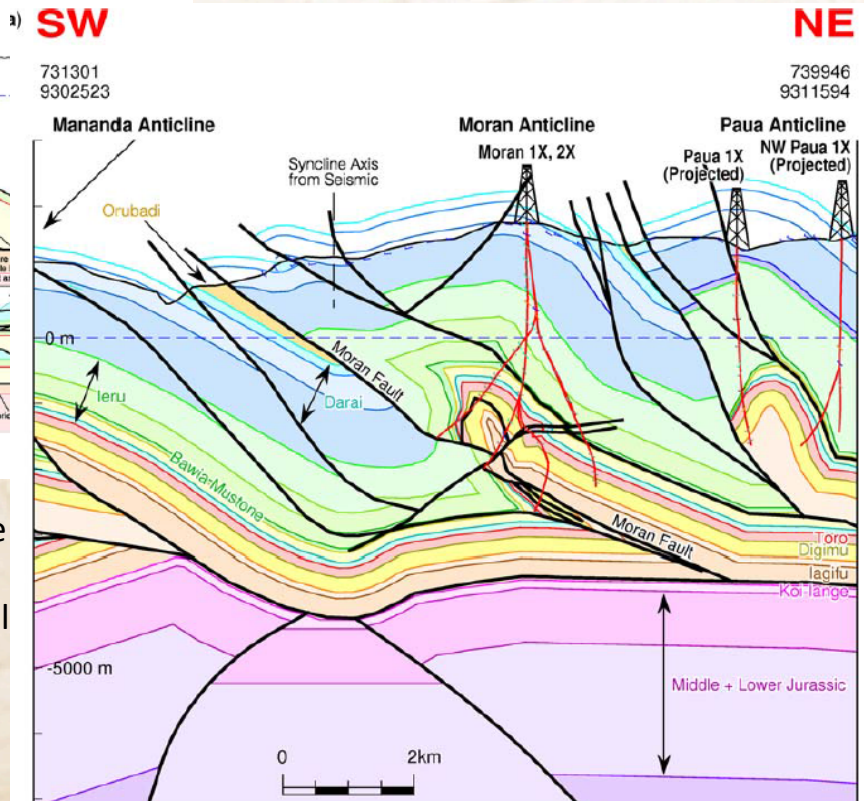 a)
SW
NE
731301
9302523
739946
9311594
Mananda Anticline
Moran Anticline
Paua Anticline
Moran 1X, 2X
NW Paua 1X
(Projected)
Paua 1X
(Projected)
Syncline Axis
from Seismic
Orubadi
0 m
Moran Fault
Ieru
Darai
Bawia-Mustone
Moran Fault
Toro
Digimu
Iagifu
Koi-Iange
-5000 m
Middle + Lower Jurassic
0
2km